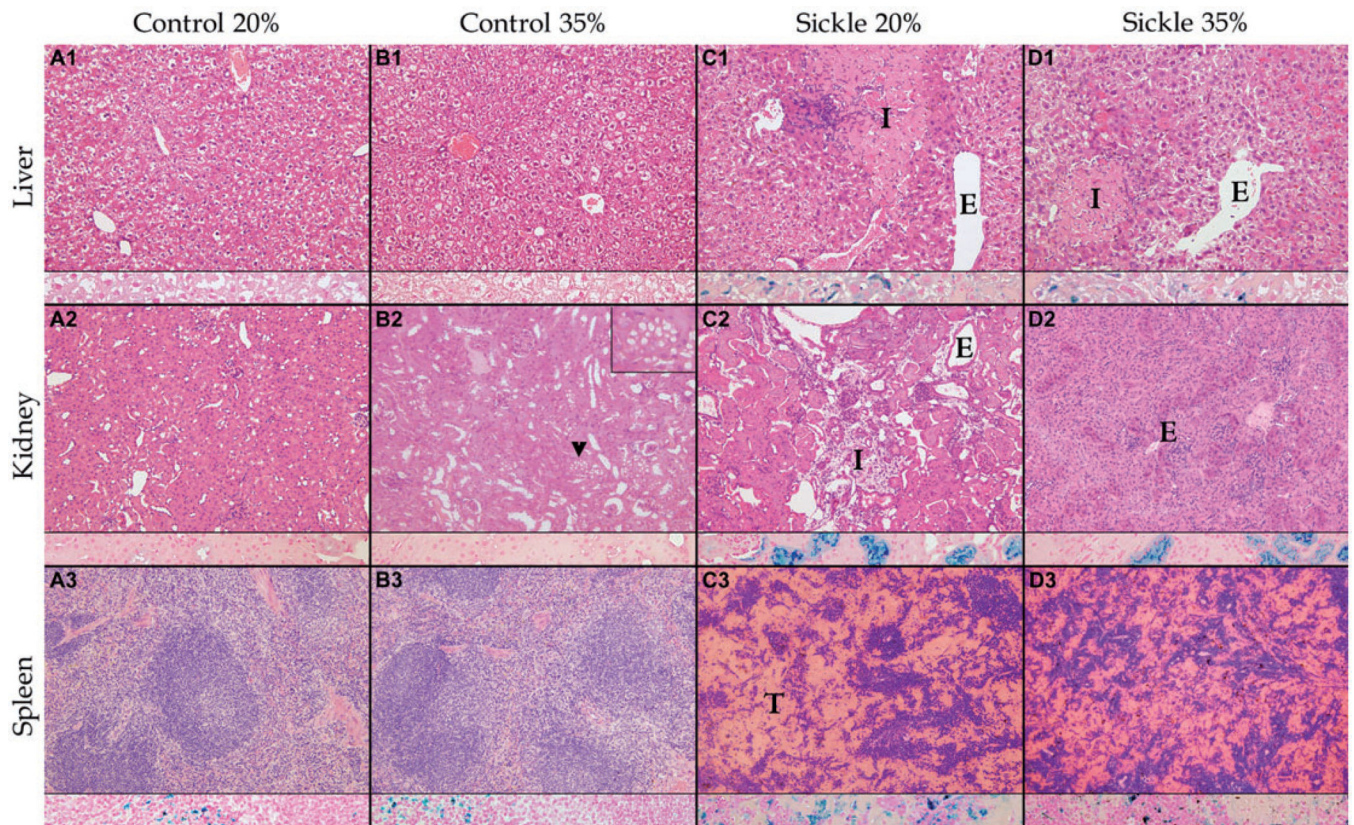 Control 20% Control 35% Sickle 20% Sickle 35%
Liver
A1 B1 C1 D1
I E I E
Kidney
A2 B2 C2 D2
E I E
Spleen
A3 B3 C3 D3
T